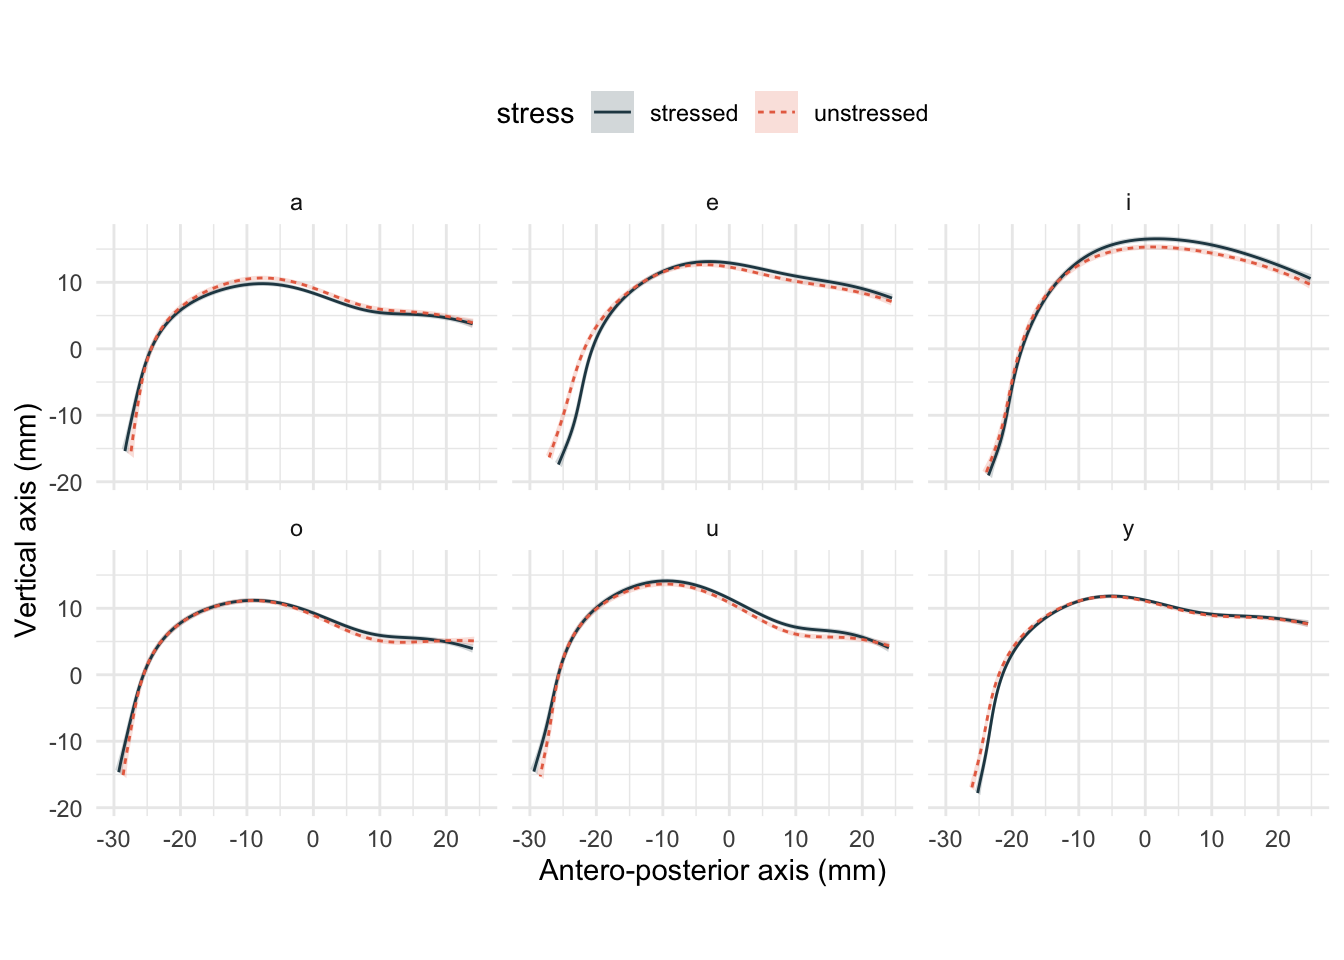 stress stressed unstressed
a e i
10
0
-10
-20
o u y
10
0
-10
-20
-30 -20 -10 0 10 20 -30 -20 -10 0 10 20 -30 -20 -10 0 10 20
Antero-posterior axis (mm)
Vertical axis (mm)